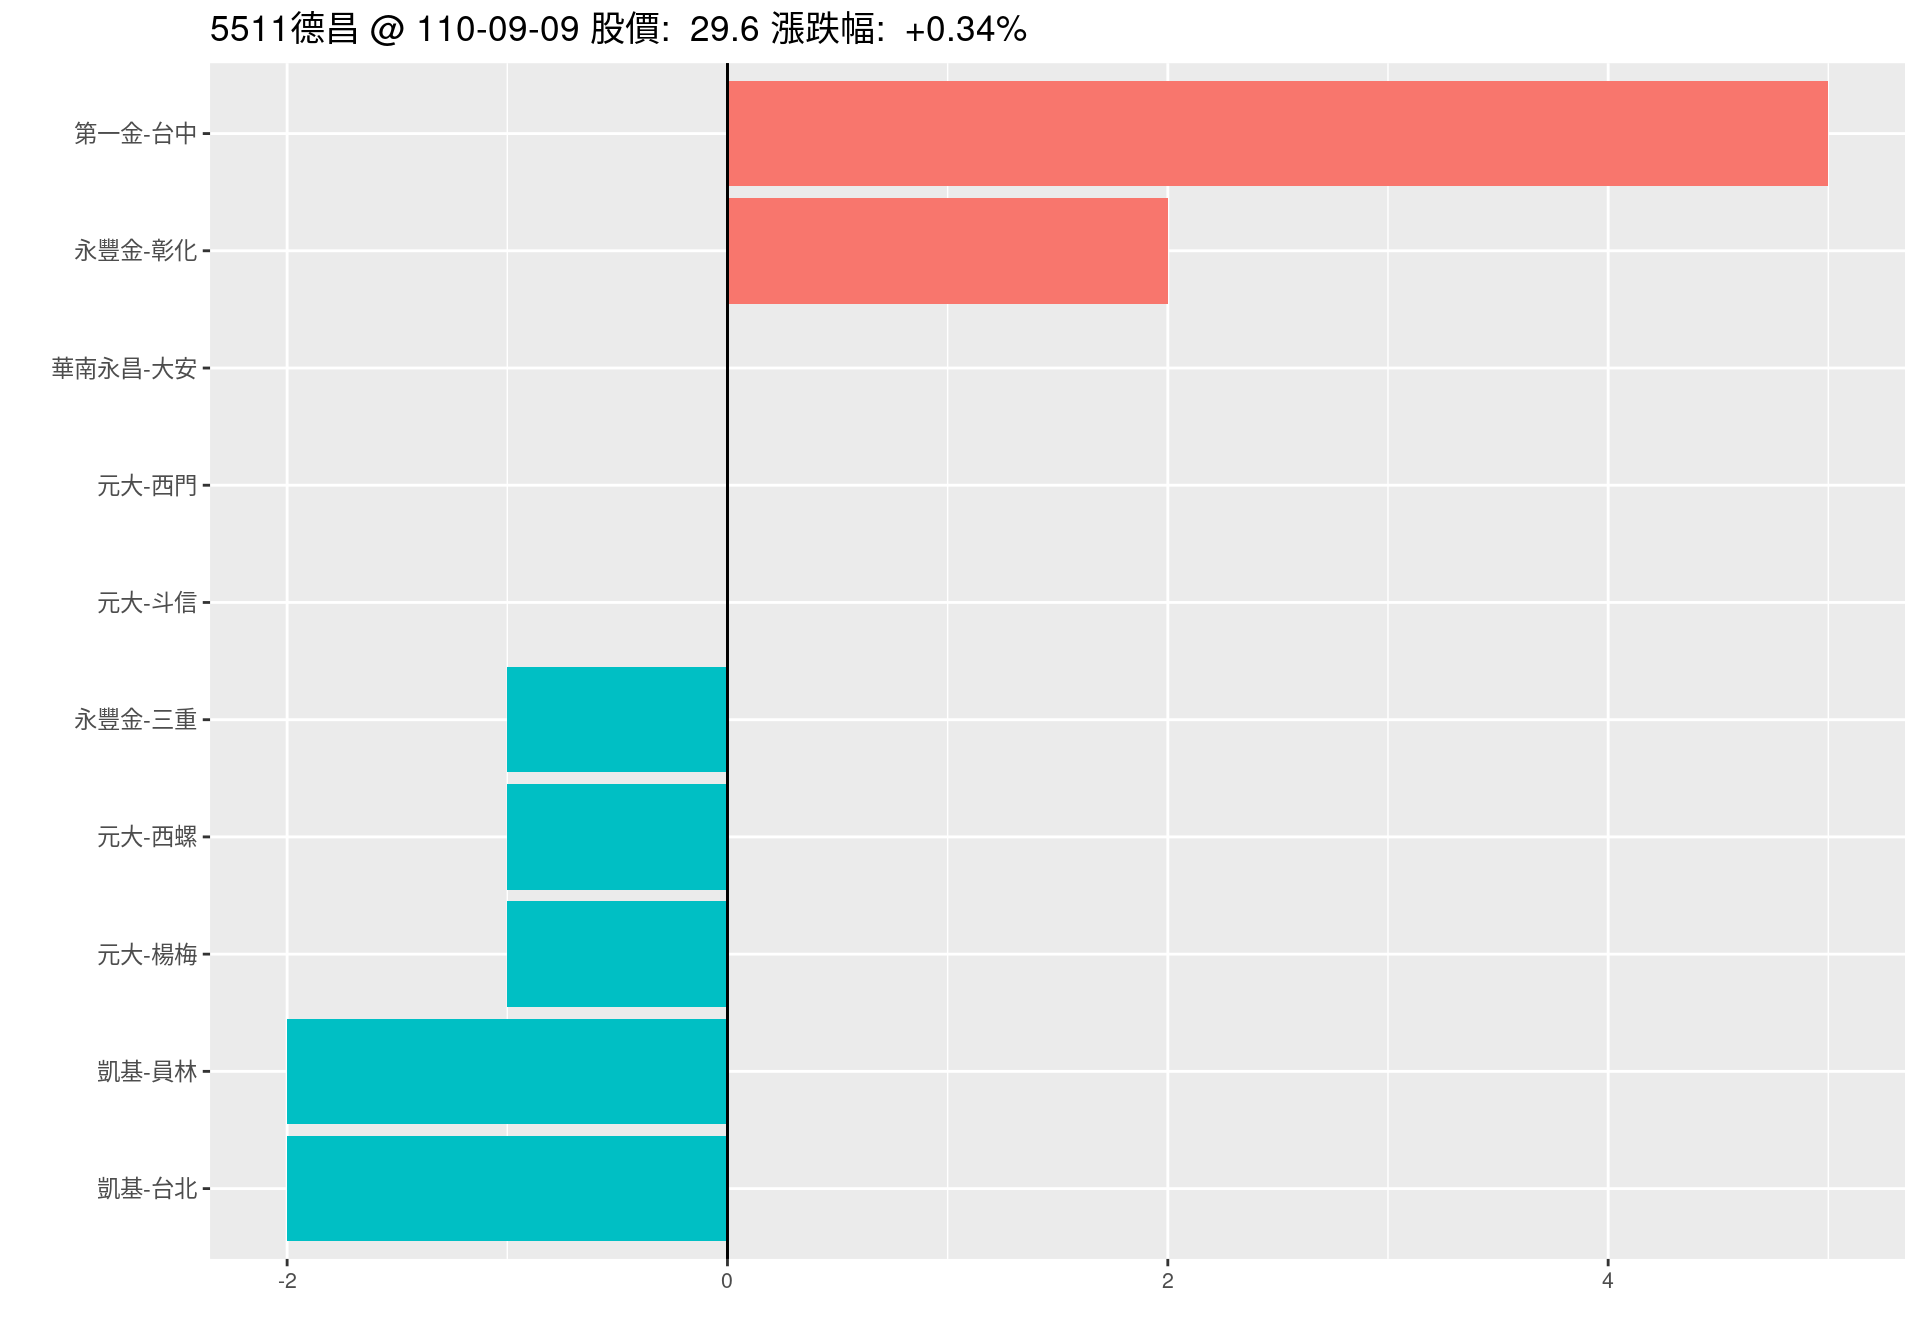 5511德昌 @ 110-09-09 股價:  29.6 漲跌幅:  +0.34%
第一金-台中
永豐金-彰化
華南永昌-大安
元大-西門
元大-斗信
永豐金-三重
元大-西螺
元大-楊梅
凱基-員林
凱基-台北
-2 0 2 4